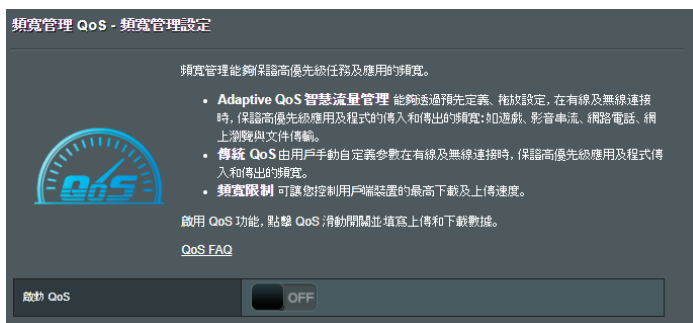 頻寬管理 QoS - 頻寬管理設定
頻寬管理能夠保證高優先級任務及應用的頻寬。
• Adaptive QoS 智慧流量管理 能夠透過預先定義、拖放設定, 在有線及無線連接
時, 保證高優先級應用及程式的傳入和傳出的頻寬:如遊戲、影音串流、網路電話、網
上瀏覽與文件傳輸。
• 傳統 QoS 由用戶手動自定義參數在有線及無線連接時, 保證高優先級應用及程式傳
入和傳出的頻寬。
• 頻寬限制 可讓您控制用戶端裝置的最高下載及上傳速度。
QoS
啟用 QoS 功能, 點擊 QoS 滑動開關並填寫上傳和下載數據。
QoS FAQ
啟動 QoS
OFF